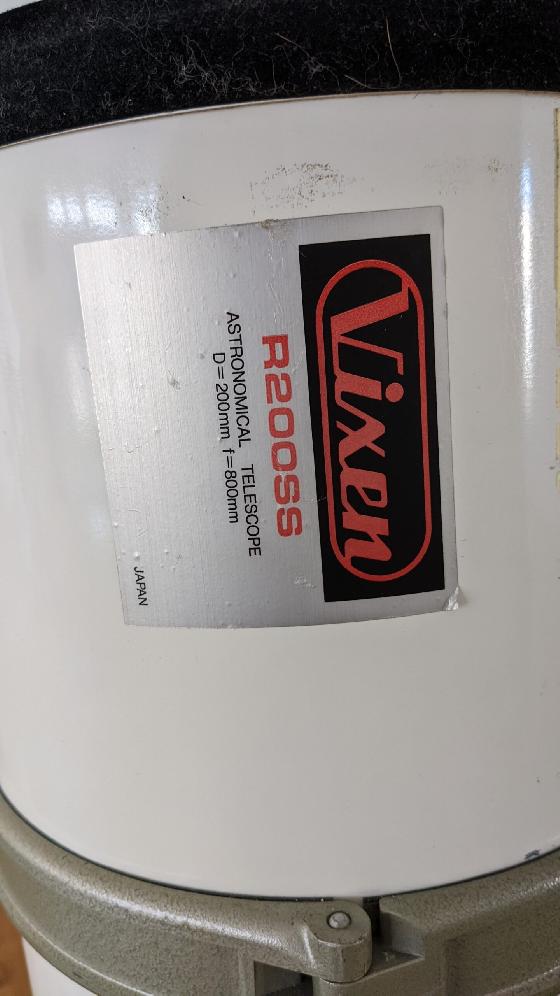 Vixen
R200SS
ASTRONOMICAL TELESCOPE
D=200mm f=800mm
JAPAN